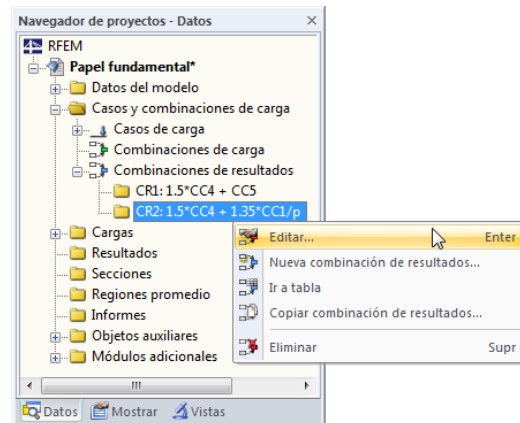 Navegador de proyectos - Datos
RFEM
Papel fundamental*
Datos del modelo
Casos y combinaciones de carga
Casos de carga
Combinaciones de carga
Combinaciones de resultados
CR1: 1.5*CC4 + CC5
CR2: 1.5*CC4 + 1.35*CC1/p
Cargas
Resultados
Secciones
Regiones promedio
Informes
Objetos auxiliares
Módulos adicionales
Editar... Enter
Nueva combinación de resultados...
Ir a tabla
Copiar combinación de resultados...
Eliminar Supr
Datos Mostrar Vistas